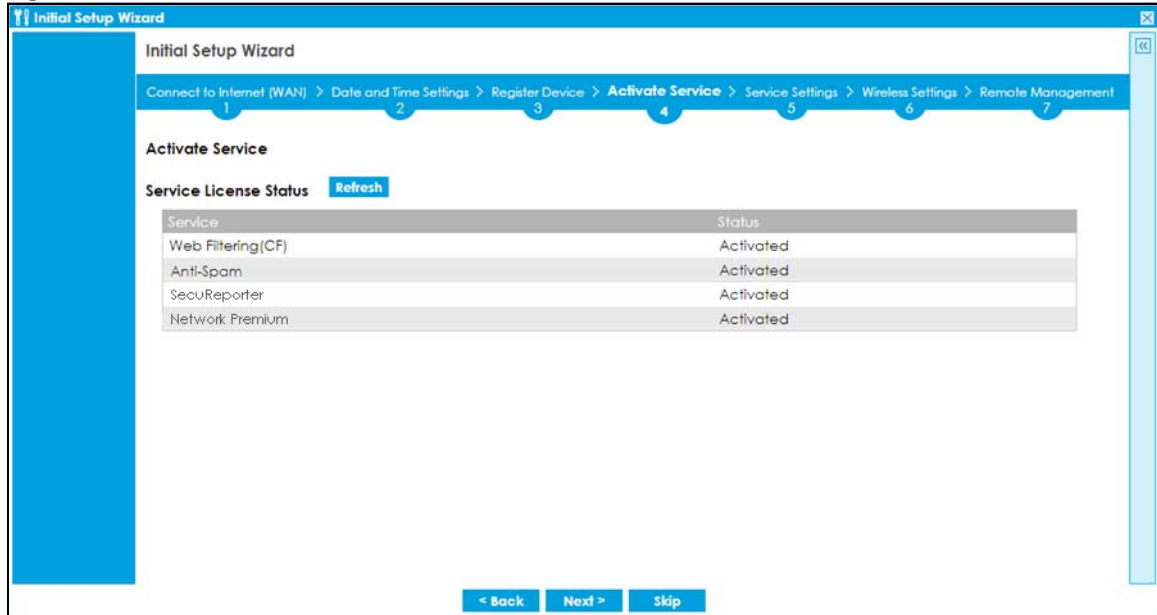 Initial Setup Wizard
Initial Setup Wizard
Connect to Internet (WAN) > Date and Time Settings > Register Device > Activate Service > Service Settings > Wireless Settings > Remote Management
1 2 3 4 5 6 7
Activate Service
Service License Status Refresh
Service Status
Web Filtering(CF) Activated
Anti-Spam Activated
SecuReporter Activated
Network Premium Activated
< Back Next > Skip